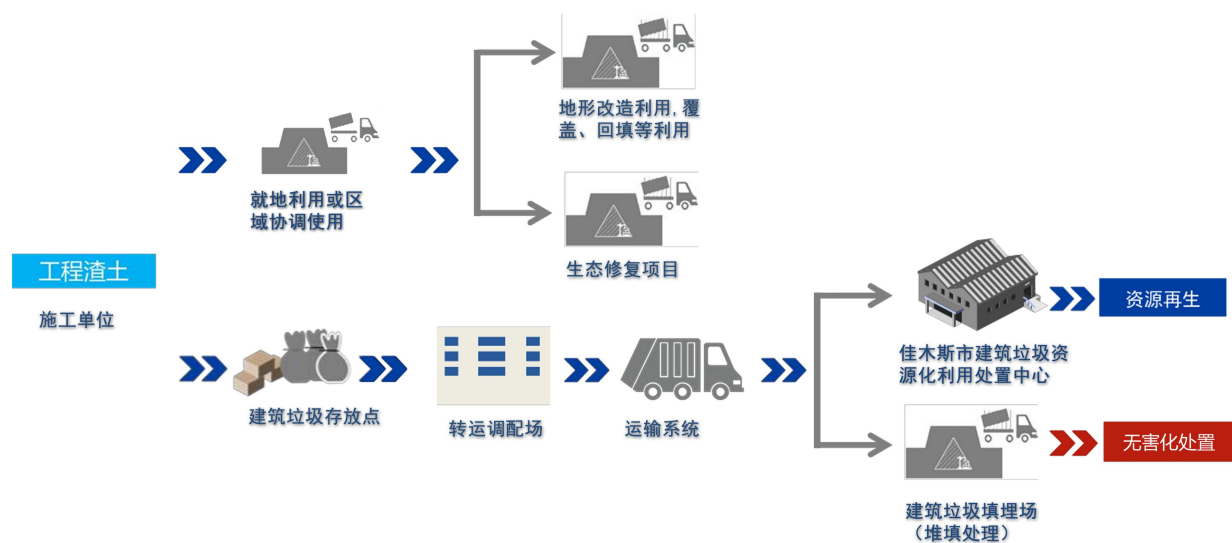 地形改造利用,覆
盖、回填等利用
就地利用或区
域协调使用
生态修复项目
工程渣土
施工单位
资源再生
佳木斯市建筑垃圾资
源化利用处置中心
建筑垃圾存放点
转运调配场
运输系统
无害化处置
建筑垃圾填埋场
（堆填处理）